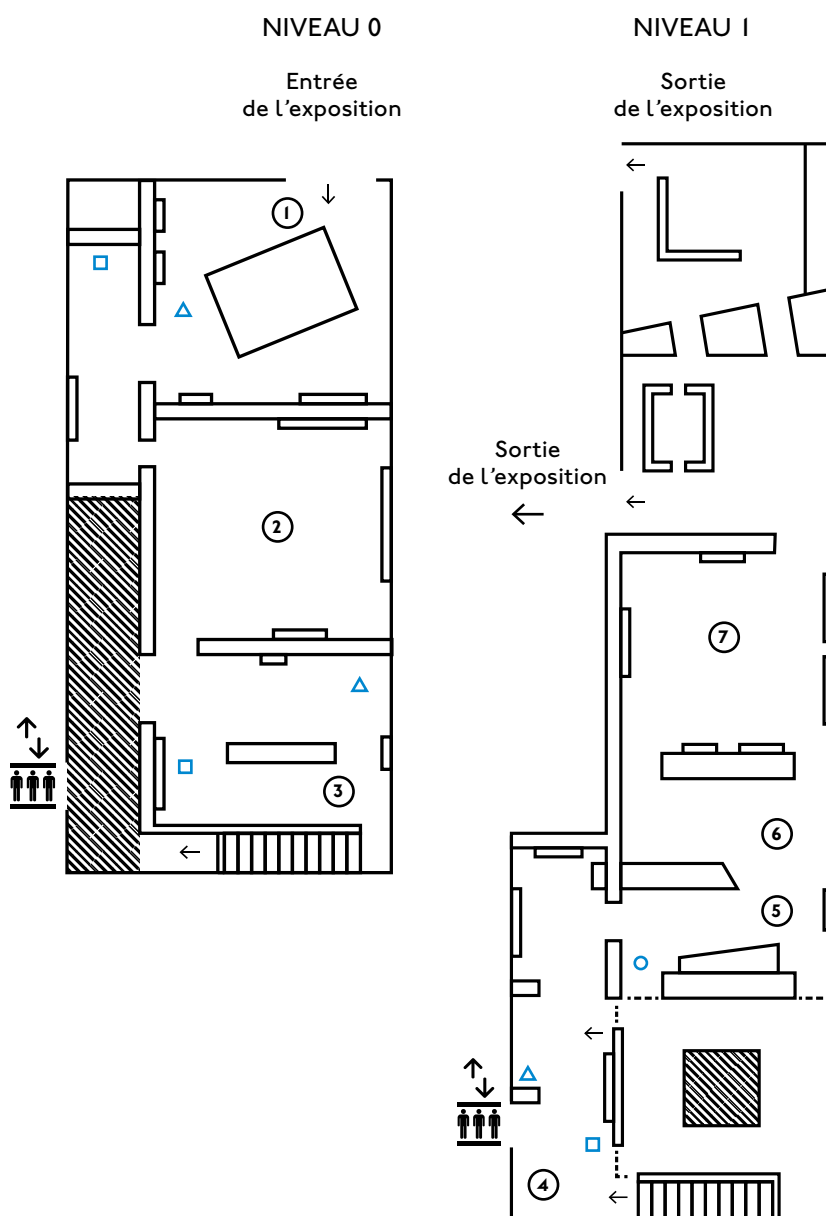 NIVEAU 0
Entrée
de l'exposition
1
2
3
NIVEAU 1
Sortie
de l'exposition
Sortie
de l'exposition
7
6
5
4